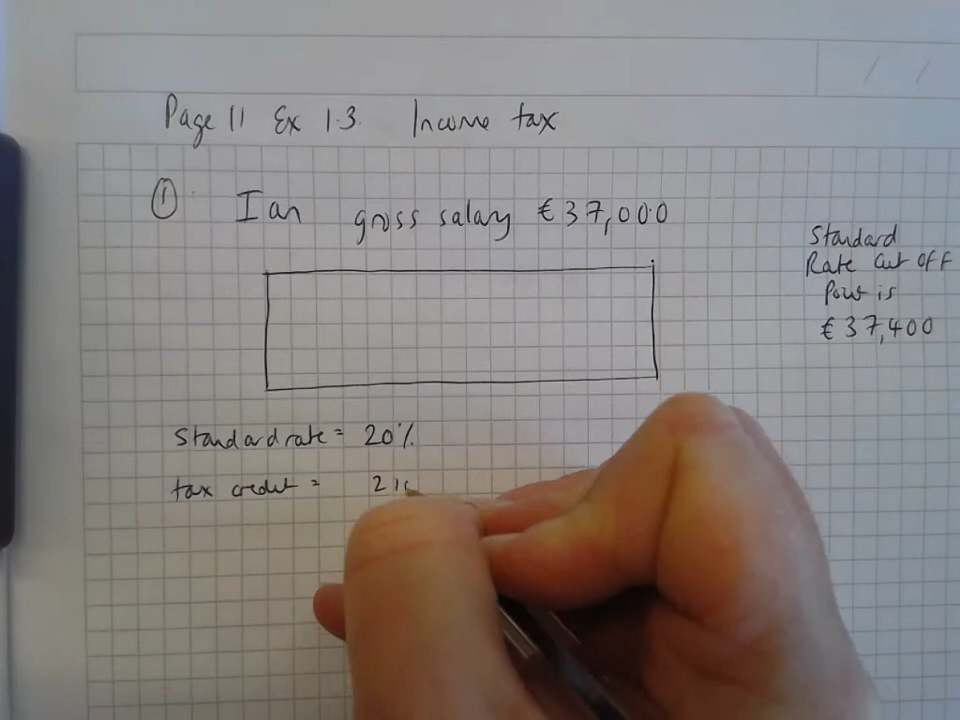 Page 11 Ex 1.3. Income tax
① Ian gross salary €37,000
Standard
Rate cut off
Point is
€37,400
Standard rate = 20%
tax credit =